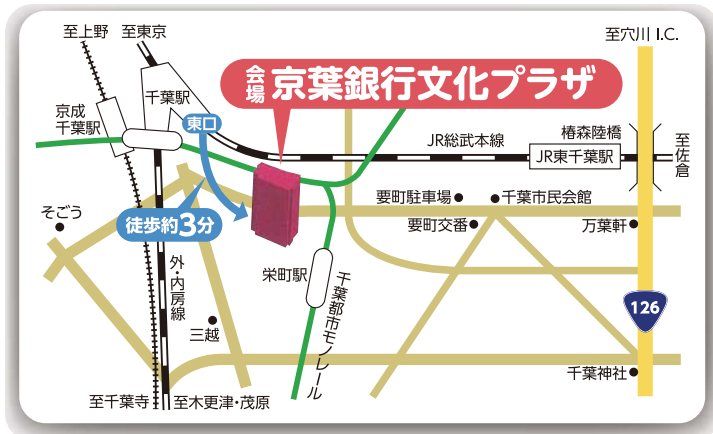 至上野
至東京
至穴川 I.C.
会場 京葉銀行文化プラザ
京成
千葉駅
千葉駅
東口
JR総武本線
椿森陸橋
JR東千葉駅
至佐倉
そごう
徒歩約3分
要町駐車場
千葉市民会館
要町交番
万葉軒
外・内房線
栄町駅
千葉都市モノレール
126
三越
千葉神社
至千葉寺
至木更津・茂原